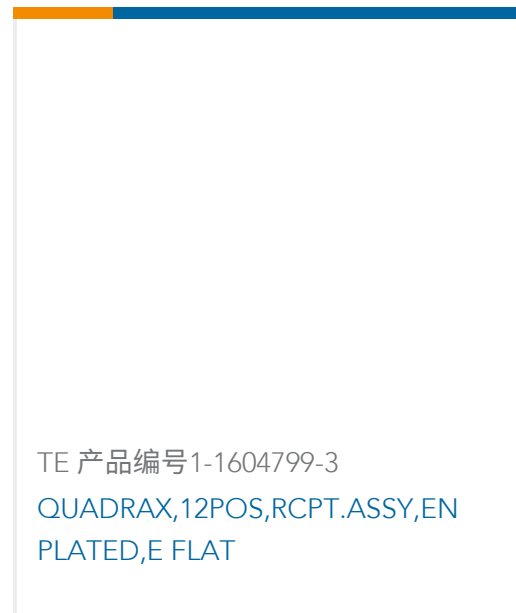 TE 产品编号1-1604799-3
QUADRAX,12POS,RCPT.ASSY,EN
PLATED,E FLAT